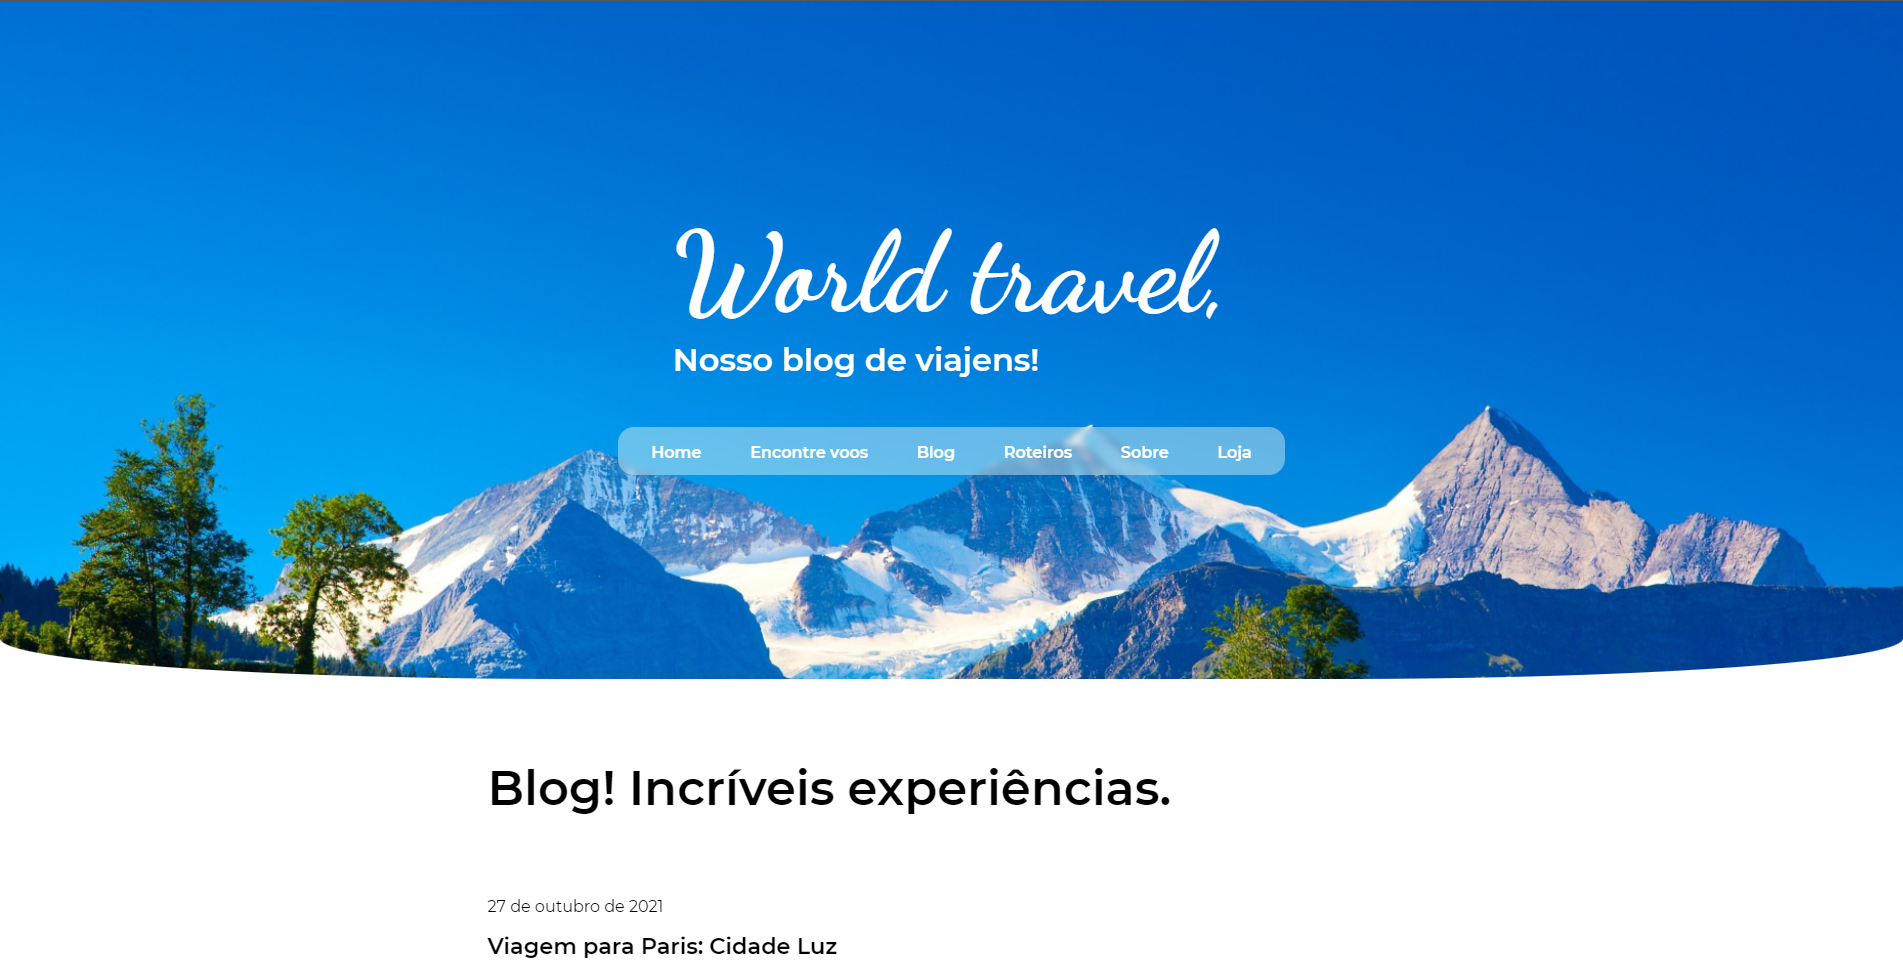 World travel,
Nosso blog de viajens!
Home Encontre voos Blog Roteiros Sobre Loja
Blog! Incríveis experiências.
27 de outubro de 2021
Viagem para Paris: Cidade Luz